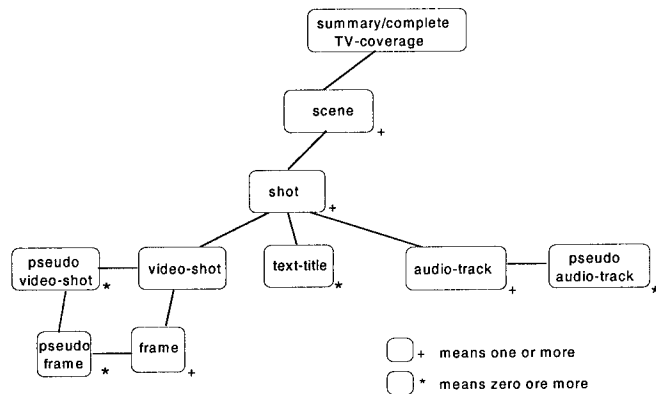 summary/complete
TV-coverage
scene
+
shot
+
pseudo
video-shot
*
video-shot
text-title
*
audio-track
+
pseudo
audio-track
*
pseudo
frame
*
frame
+
+ means one or more
* means zero ore more